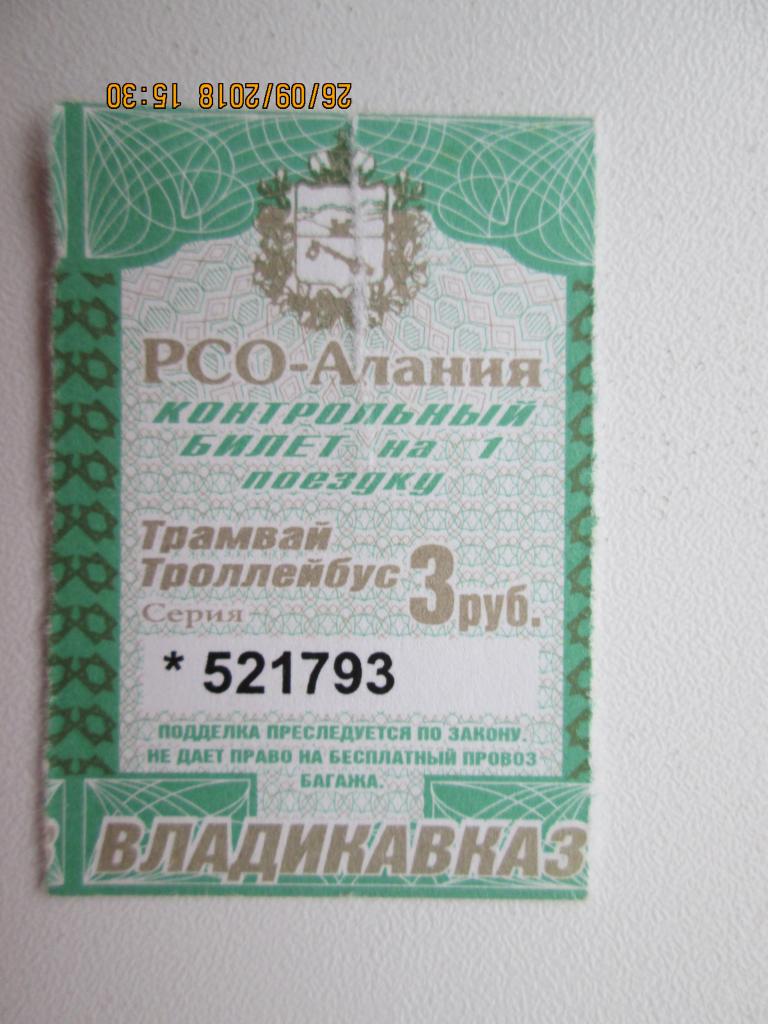 26/09/2018 15:30
РСО-Алания
КОНТРОЛЬНЫЙ
БИЛЕТ на 1
поездку
Трамвай
Троллейбус
3 руб.
Серия
* 521793
ПОДДЕЛКА ПРЕСЛЕДУЕТСЯ ПО ЗАКОНУ.
НЕ ДАЕТ ПРАВО НА БЕСПЛАТНЫЙ ПРОВОЗ
БАГАЖА.
ВЛАДИКАВКАЗ